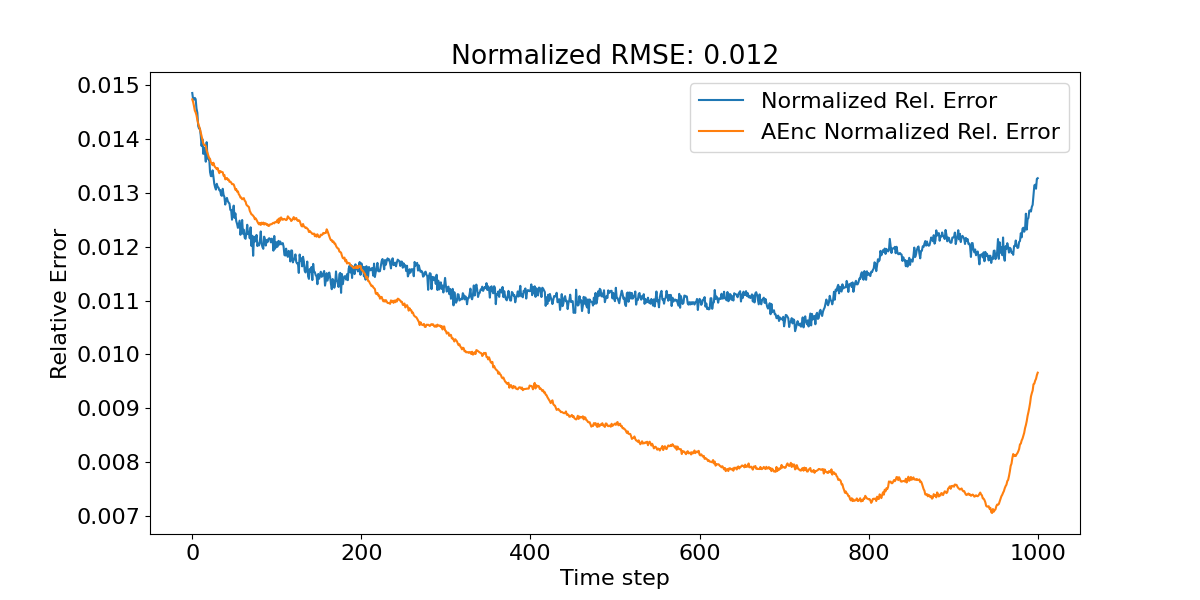 Normalized RMSE: 0.012
Normalized Rel. Error
AEnc Normalized Rel. Error
Relative Error
0.015
0.014
0.013
0.012
0.011
0.010
0.009
0.008
0.007
0 200 400 600 800 1000
Time step